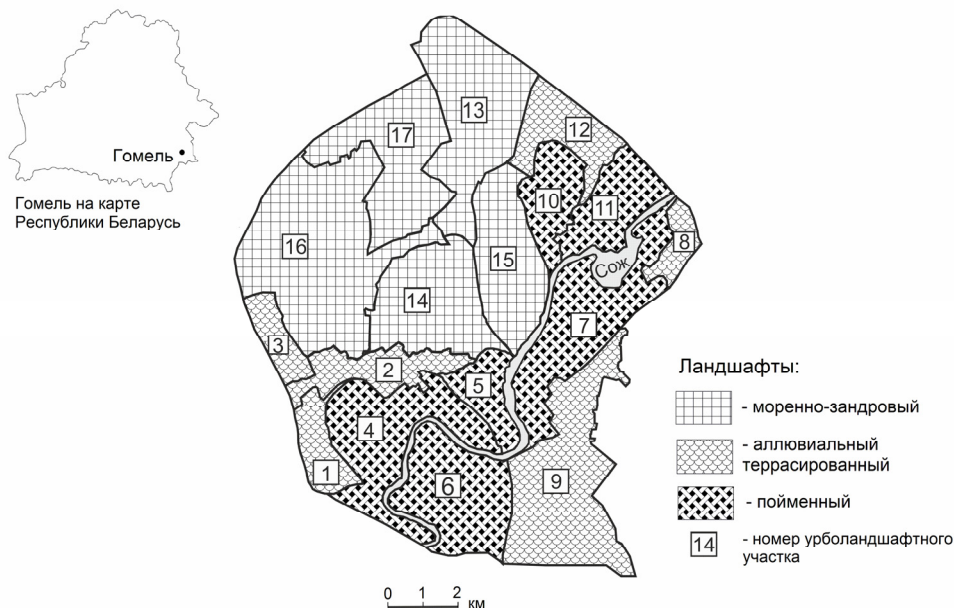 Гомель
Гомель на карте
Республики Беларусь
13
17
12
10
11
8
16
15
Сож
14
7
3
2
5
4
1
6
9
Ландшафты:
- моренно-зандровый
- аллювиальный
террасированный
- пойменный
14 - номер урболандшафтного
участка
0 1 2
км